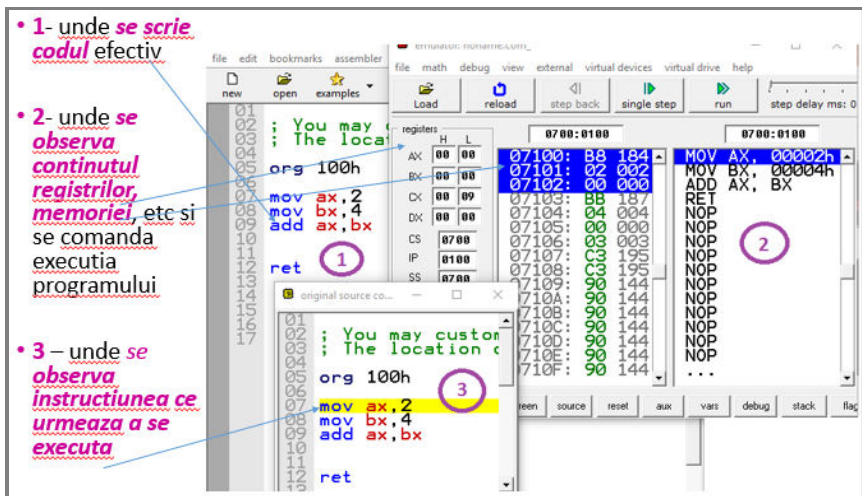 • 1- unde se scrie
codul efectiv
• 2- unde se
observa
continutul
registrilor,
memoriei, etc si
se comanda
executia
programului
• 3 – unde se
observa
instructiunea ce
urmeaza a se
executa
file edit bookmarks assembler
new open examples
01
02 ; You may
03 ; The locat
04
05 org 100h
06
07 mov ax,2
08 mov bx,4
09 add ax,bx
10
11
12 ret
13
14
15
16
17
1
emulator: noname.com_
file math debug view external virtual devices virtual drive help
Load reload step back single step run step delay ms: 0
registers
H L
AX 00 00
BX 00 00
CX 00 09
DX 00 00
CS 0700
IP 0100
SS 0700
0700:0100 0700:0100
07100: B8 184
07101: 02 002
07102: 00 000
07103: BB 187
07104: 04 004
07105: 00 000
07106: 03 003
07107: C3 195
07108: C3 195
07109: 90 144
0710A: 90 144
0710B: 90 144
0710C: 90 144
0710D: 90 144
0710E: 90 144
0710F: 90 144
MOV AX, 00002h
MOV BX, 00004h
ADD AX, BX
RET
NOP
NOP
NOP
NOP
NOP
NOP
NOP
NOP
NOP
NOP
NOP
...
2
source reset aux vars debug stack flag
original source co...
01
02 ; You may custom
03 ; The location
04
05 org 100h
06
07 mov ax,2
08 mov bx,4
09 add ax,bx
10
11
12 ret
13
3